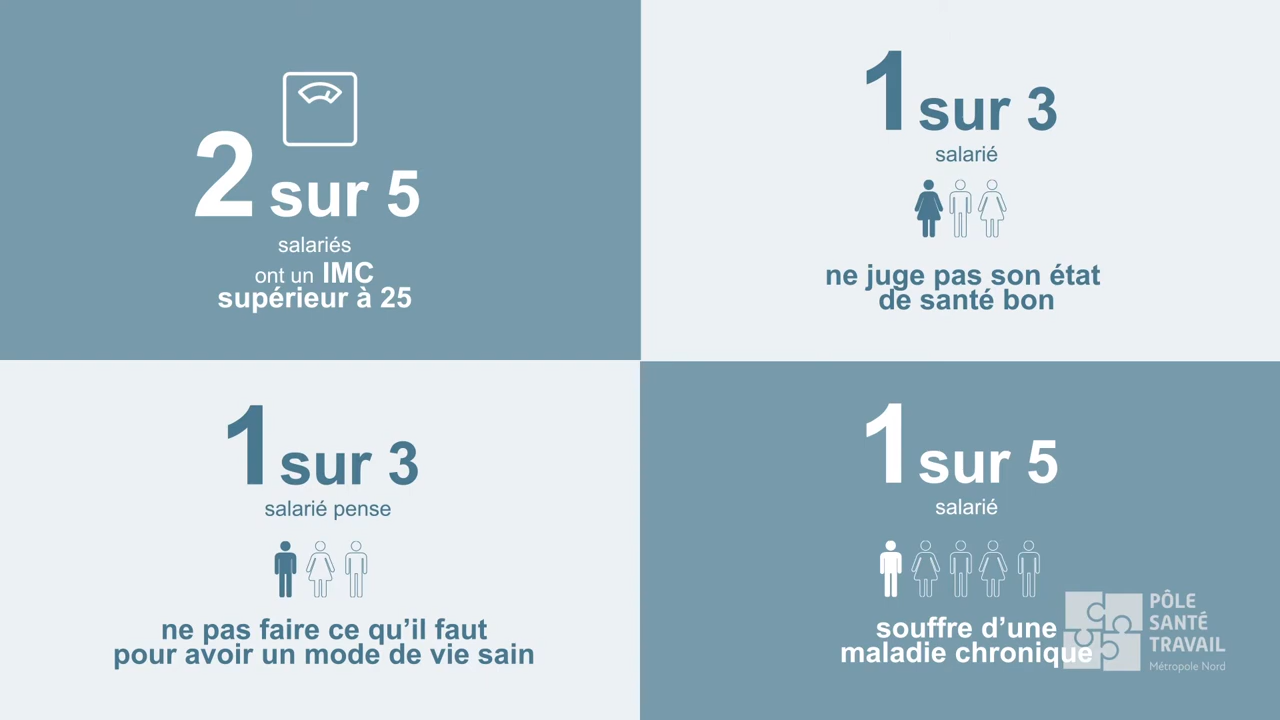 2 sur 5
salariés
ont un IMC
supérieur à 25
1 sur 3
salarié
ne juge pas son état
de santé bon
1 sur 3
salarié pense
ne pas faire ce qu’il faut
pour avoir un mode de vie sain
1 sur 5
salarié
souffre d’une
maladie chronique
PÔLE
SANTÉ
TRAVAIL
Métropole Nord